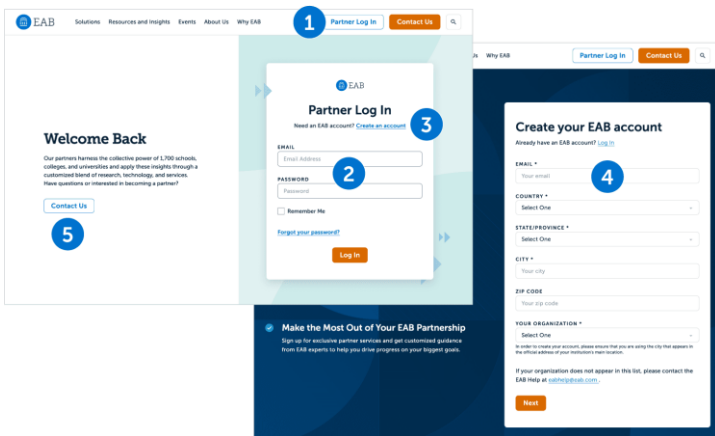 EAB
Solutions
Resources and Insights
Events
About Us
Why EAB
1
Partner Log In
Contact Us
EAB
Partner Log In
Need an EAB account? Create an account
3
EMAIL
Email Address
2
PASSWORD
Password
Remember Me
Forgot your password?
Log In
Welcome Back
Our partners harness the collective power of 1,700 schools,
colleges, and universities and apply these insights through a
customized blend of research, technology, and services.
Have questions or interested in becoming a partner?
Contact Us
5
Us
Why EAB
Partner Log In
Contact Us
Create your EAB account
Already have an EAB account? Log In
EMAIL *
Your email
4
COUNTRY *
Select One
STATE/PROVINCE *
Select One
CITY *
Your city
ZIP CODE
Your zip code
YOUR ORGANIZATION *
Select One
In order to create your account, please ensure that you are using the city that appears in
the official address of your institution's main location.
If your organization does not appear in this list, please contact the
EAB Help at eabhelp@eab.com .
Next
Make the Most Out of Your EAB Partnership
Sign up for exclusive partner services and get customized guidance
from EAB experts to help you drive progress on your biggest goals.